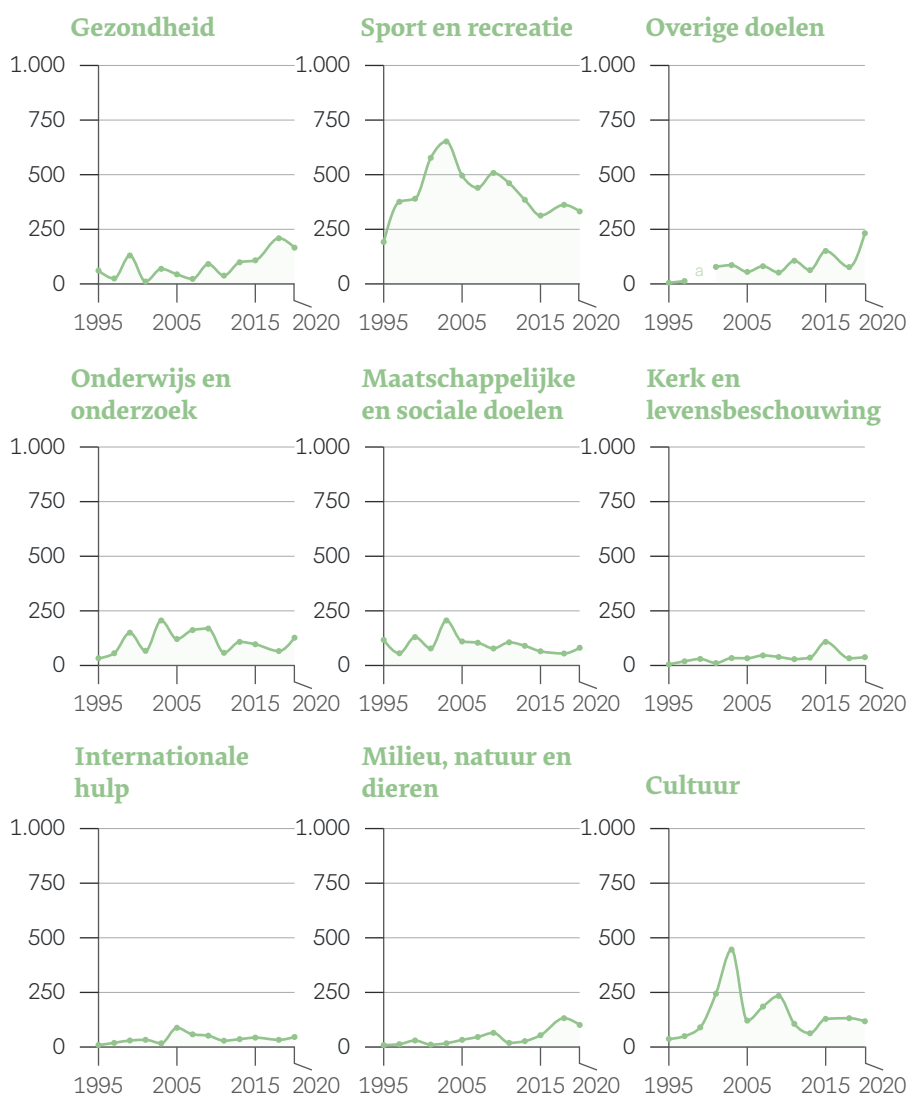 Gezondheid
1.000
750
500
250
0
1995 2005 2015 2020
Sport en recreatie
1.000
750
500
250
0
1995 2005 2015 2020
Overige doelen
1.000
750
500
250
0
a
1995 2005 2015 2020
Onderwijs en
onderzoek
1.000
750
500
250
0
1995 2005 2015 2020
Maatschappelijke
en sociale doelen
1.000
750
500
250
0
1995 2005 2015 2020
Kerk en
levensbeschouwing
1.000
750
500
250
0
1995 2005 2015 2020
Internationale
hulp
1.000
750
500
250
0
1995 2005 2015 2020
Milieu, natuur en
dieren
1.000
750
500
250
0
1995 2005 2015 2020
Cultuur
1.000
750
500
250
0
1995 2005 2015 2020